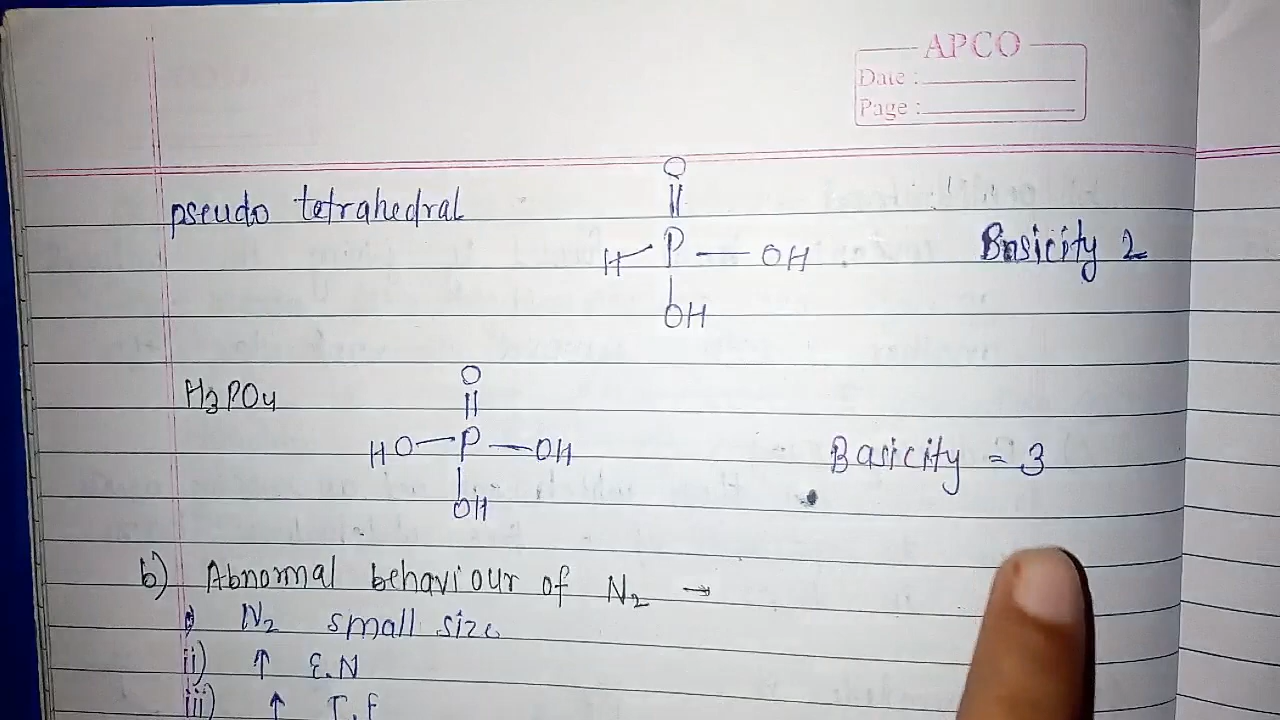 APCO
Date :
Page :
pseudo tetrahedral
O
||
H - P - OH
|
OH
Basicity 2
H3PO4
O
||
HO - P - OH
|
OH
Basicity = 3
b) Abnormal behaviour of N2 →
i) N2 small size
ii) ↑ E.N
iii) ↑ I.E